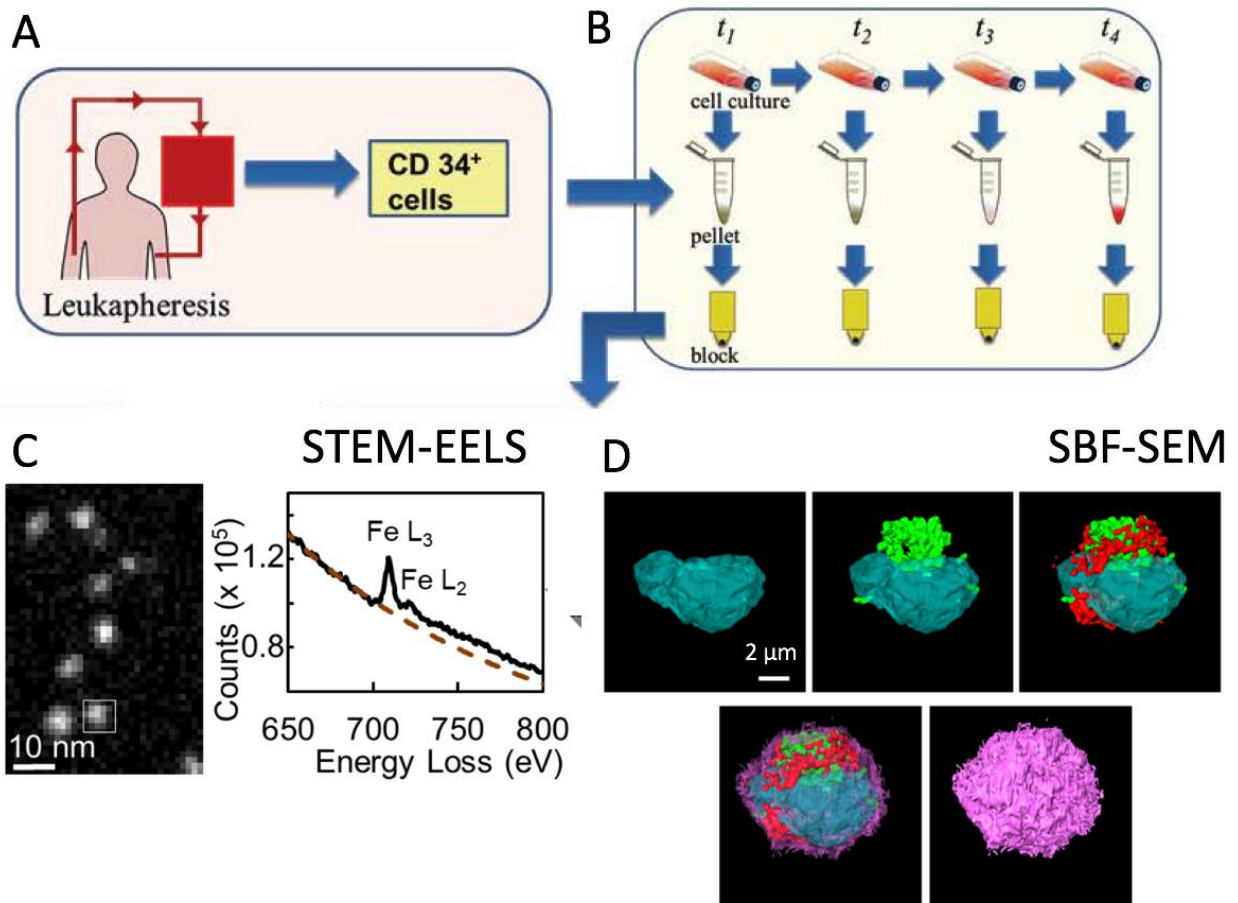 A
Leukapheresis
CD 34⁺
cells
B
t₁ t₂ t₃ t₄
cell culture
pellet
block
C
STEM-EELS
10 nm
Counts (x 10⁵)
1.2
0.8
Fe L₃
Fe L₂
650 700 750 800
Energy Loss (eV)
D
SBF-SEM
2 μm